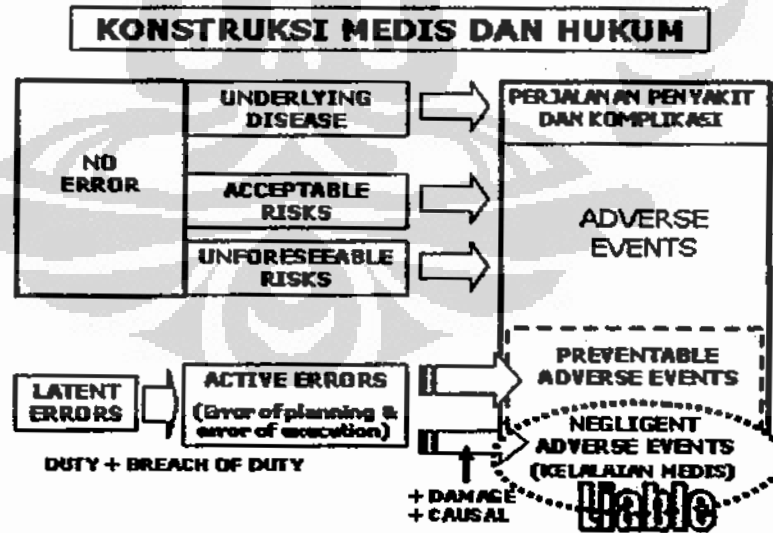 KONSTRUKSI MEDIS DAN HUKUM
NO
ERROR
UNDERLYING
DISEASE
ACCEPTABLE
RISKS
UNFORESEEABLE
RISKS
PERJALANAN PENYAKIT
DAN KOMPLIKASI
ADVERSE
EVENTS
LATENT
ERRORS
ACTIVE ERRORS
(Error of planning &
error of execution)
PREVENTABLE
ADVERSE EVENTS
NEGLIGENT
ADVERSE EVENTS
(KELALAIAN MEDIS)
Liable
DUTY + BREACH OF DUTY
+ DAMAGE
+ CAUSAL